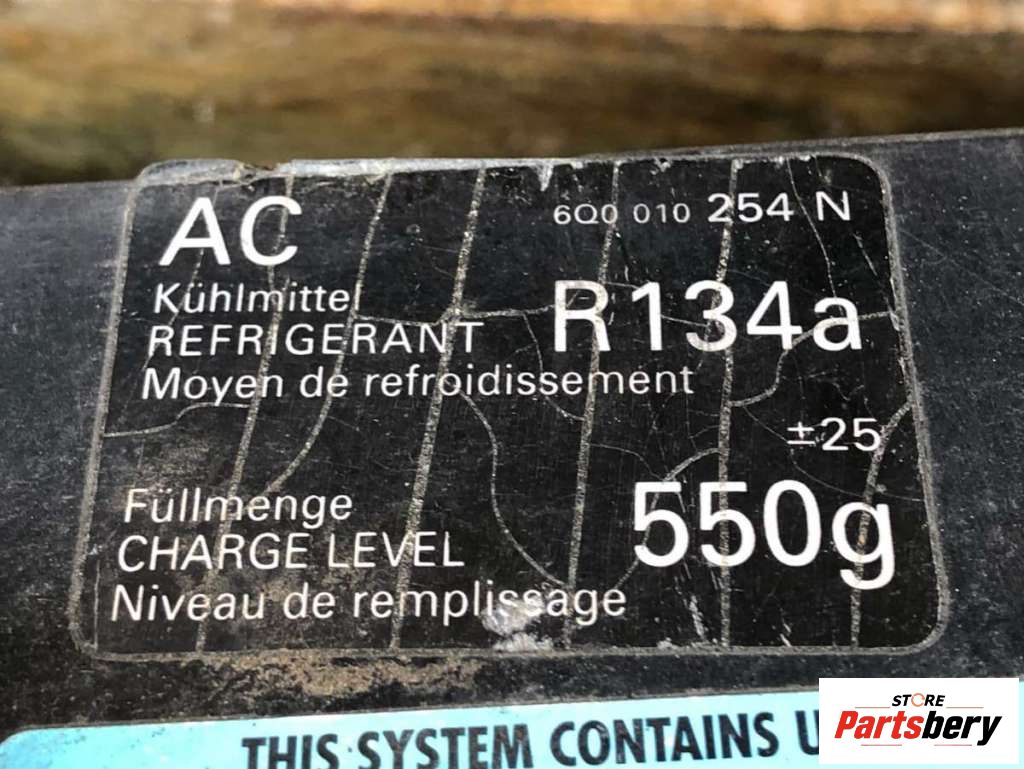 AC 6Q0 010 254 N
Kühlmittel
REFRIGERANT R134a
Moyen de refroidissement
±25
Füllmenge
CHARGE LEVEL 550g
Niveau de remplissage
THIS SYSTEM CONTAINS
STORE
Partsbery